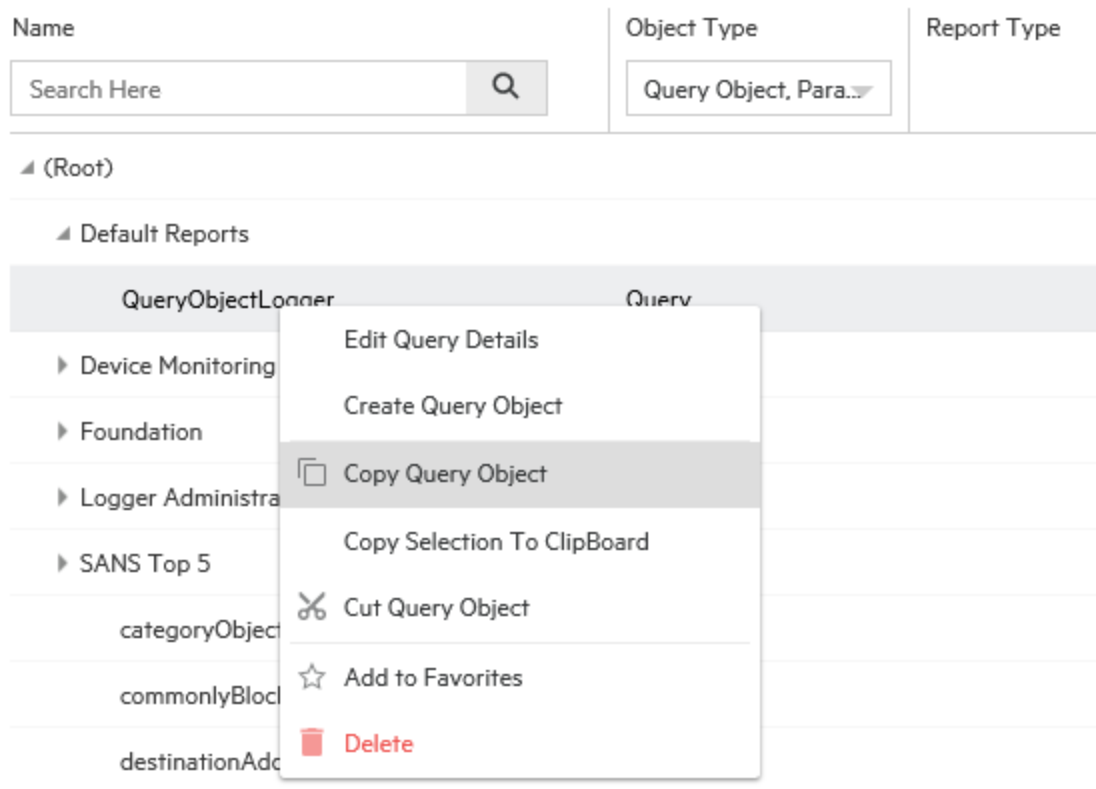 Name Object Type Report Type
Search Here Query Object, Para...
(Root)
Default Reports
QueryObjectLogger Query
Edit Query Details
Device Monitoring
Create Query Object
Foundation
Copy Query Object
Logger Administra
Copy Selection To ClipBoard
SANS Top 5
Cut Query Object
categoryObject
Add to Favorites
commonlyBlock
Delete
destinationAdd